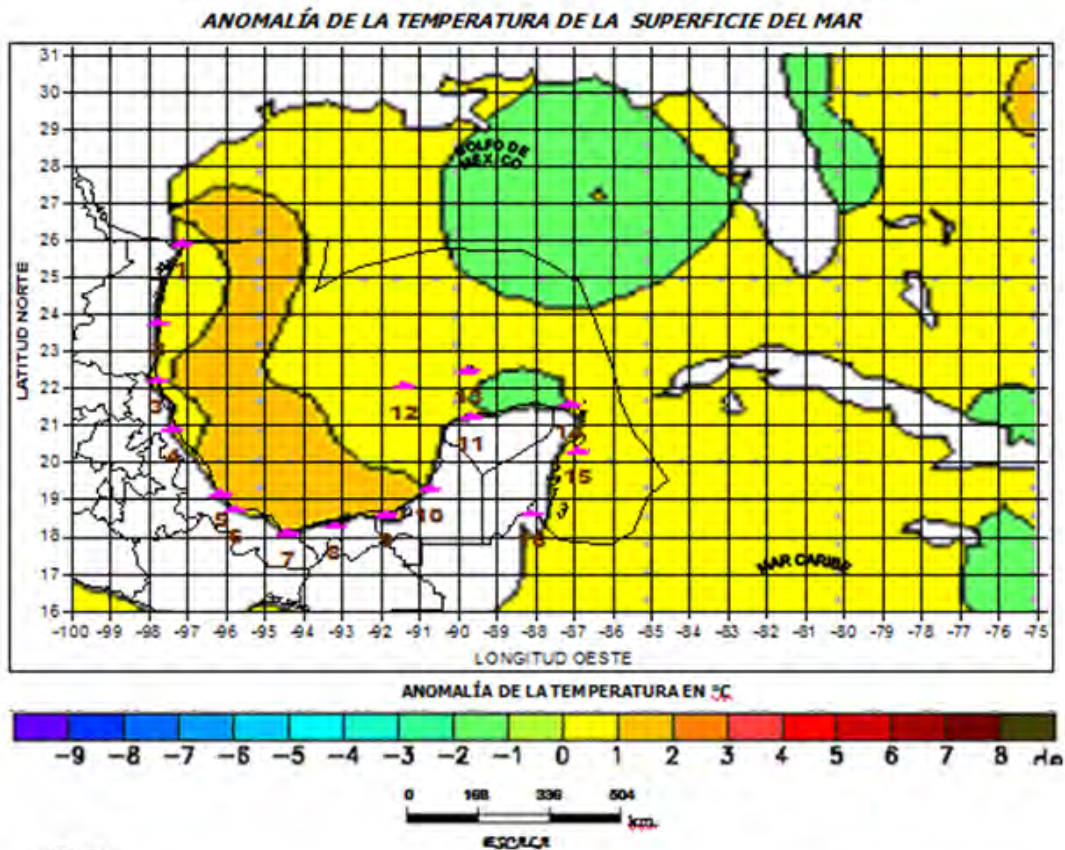 ANOMALÍA DE LA TEMPERATURA DE LA SUPERFICIE DEL MAR
31
30
29
28
27
26
25
24
23
22
21
20
19
18
17
16
LATITUD NORTE
GOLFO DE
MEXICO
1
3
4
5
6
7
8
9
10
11
12
15
MAR CARIBE
-100 -99 -98 -97 -96 -95 -94 -93 -92 -91 -90 -89 -88 -87 -86 -85 -84 -83 -82 -81 -80 -79 -78 -77 -76 -75
LONGITUD OESTE
ANOMALÍA DE LA TEMPERATURA EN °C
-9 -8 -7 -6 -5 -4 -3 -2 -1 0 1 2 3 4 5 6 7 8 de
0 168 336 504
km.
ESCALA